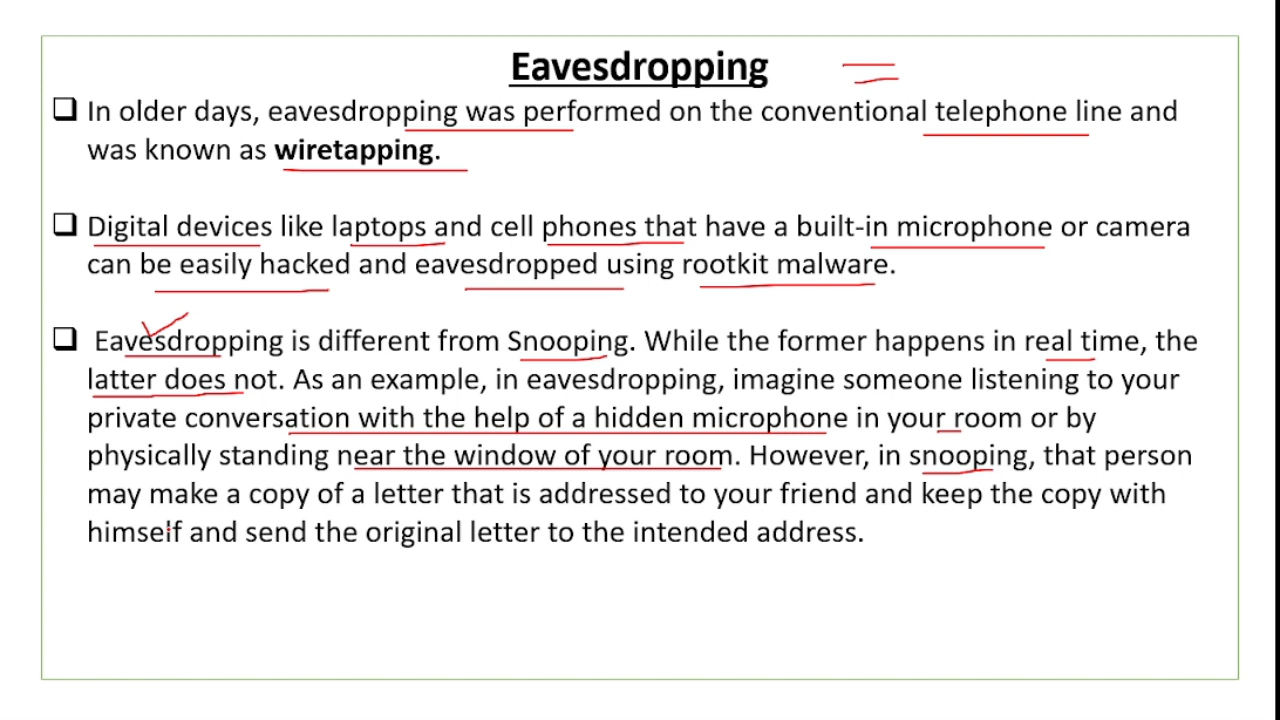 Eavesdropping
❑ In older days, eavesdropping was performed on the conventional telephone line and
was known as wiretapping.
❑ Digital devices like laptops and cell phones that have a built-in microphone or camera
can be easily hacked and eavesdropped using rootkit malware.
❑ Eavesdropping is different from Snooping. While the former happens in real time, the
latter does not. As an example, in eavesdropping, imagine someone listening to your
private conversation with the help of a hidden microphone in your room or by
physically standing near the window of your room. However, in snooping, that person
may make a copy of a letter that is addressed to your friend and keep the copy with
himself and send the original letter to the intended address.